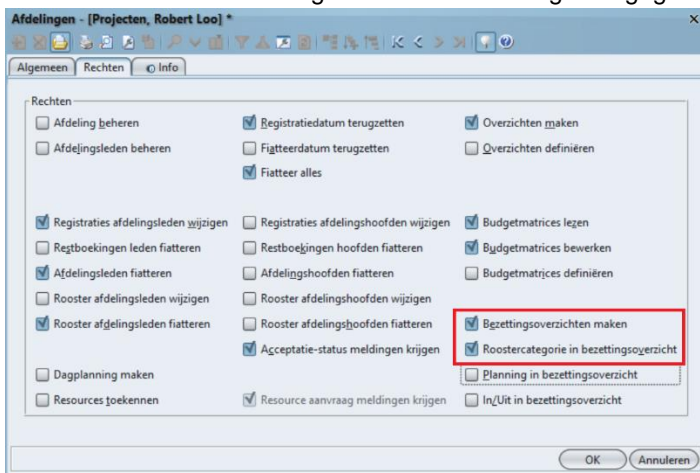 Afdelingen - [Projecten, Robert Loo] *
Algemeen Rechten Info
Rechten
Afdeling beheren Registratiedatum terugzetten Overzichten maken
Afdelingsleden beheren Fiatteerdatum terugzetten Overzichten definiëren
Fiatteer alles
Registraties afdelingsleden wijzigen Registraties afdelingshoofden wijzigen Budgetmatrices lezen
Restboekingen leden fiatteren Restboekingen hoofden fiatteren Budgetmatrices bewerken
Afdelingsleden fiatteren Afdelingshoofden fiatteren Budgetmatrices definiëren
Rooster afdelingsleden wijzigen Rooster afdelingshoofden wijzigen
Rooster afdelingsleden fiatteren Rooster afdelingshoofden fiatteren Bezettingsoverzichten maken
Acceptatie-status meldingen krijgen Roostercategorie in bezettingsoverzicht
Dagplanning maken Planning in bezettingsoverzicht
Resources toekennen Resource aanvraag meldingen krijgen In/Uit in bezettingsoverzicht
OK Annuleren